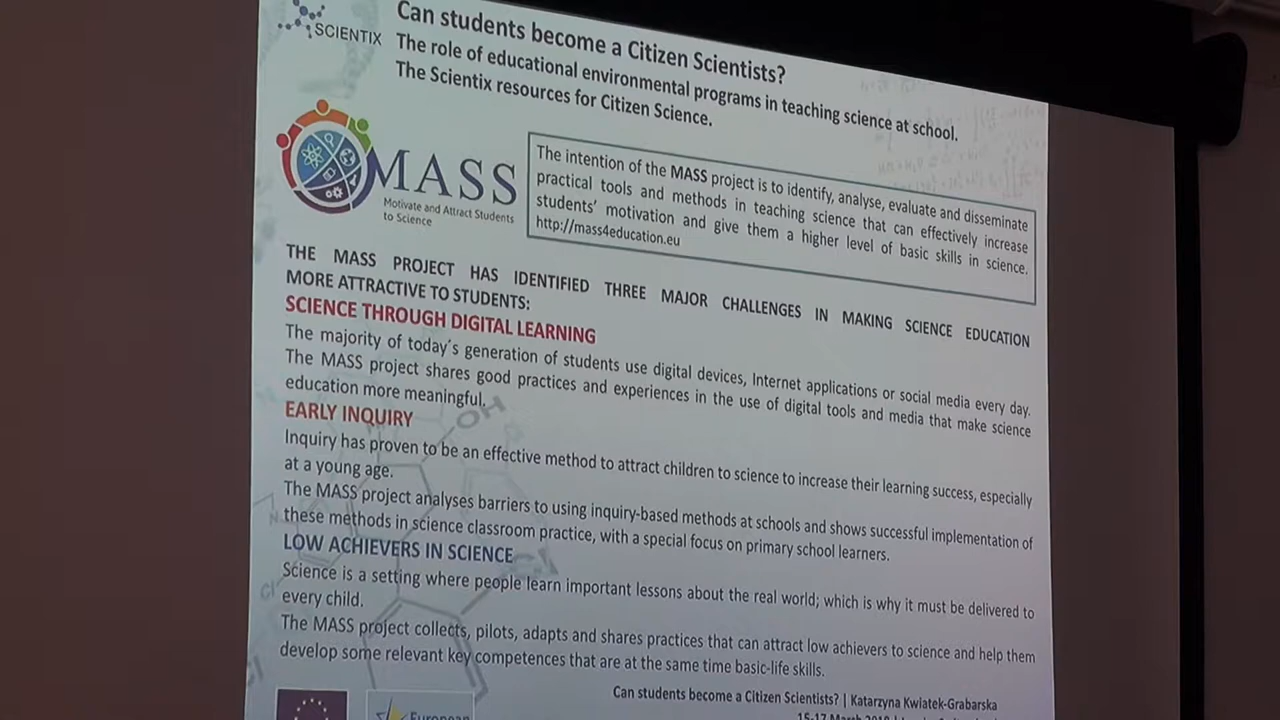 SCIENTIX
Can students become a Citizen Scientists?
The role of educational environmental programs in teaching science at school.
The Scientix resources for Citizen Science.
MASS
Motivate and Attract Students
to Science
The intention of the MASS project is to identify, analyse, evaluate and disseminate
practical tools and methods in teaching science that can effectively increase
students' motivation and give them a higher level of basic skills in science.
http://mass4education.eu
THE MASS PROJECT HAS IDENTIFIED THREE MAJOR CHALLENGES IN MAKING SCIENCE EDUCATION
MORE ATTRACTIVE TO STUDENTS:
SCIENCE THROUGH DIGITAL LEARNING
The majority of today´s generation of students use digital devices, Internet applications or social media every day.
The MASS project shares good practices and experiences in the use of digital tools and media that make science
education more meaningful.
EARLY INQUIRY
Inquiry has proven to be an effective method to attract children to science to increase their learning success, especially
at a young age.
The MASS project analyses barriers to using inquiry-based methods at schools and shows successful implementation of
these methods in science classroom practice, with a special focus on primary school learners.
LOW ACHIEVERS IN SCIENCE
Science is a setting where people learn important lessons about the real world; which is why it must be delivered to
every child.
The MASS project collects, pilots, adapts and shares practices that can attract low achievers to science and help them
develop some relevant key competences that are at the same time basic-life skills.
European
Can students become a Citizen Scientists? | Katarzyna Kwiatek-Grabarska
15-17 March